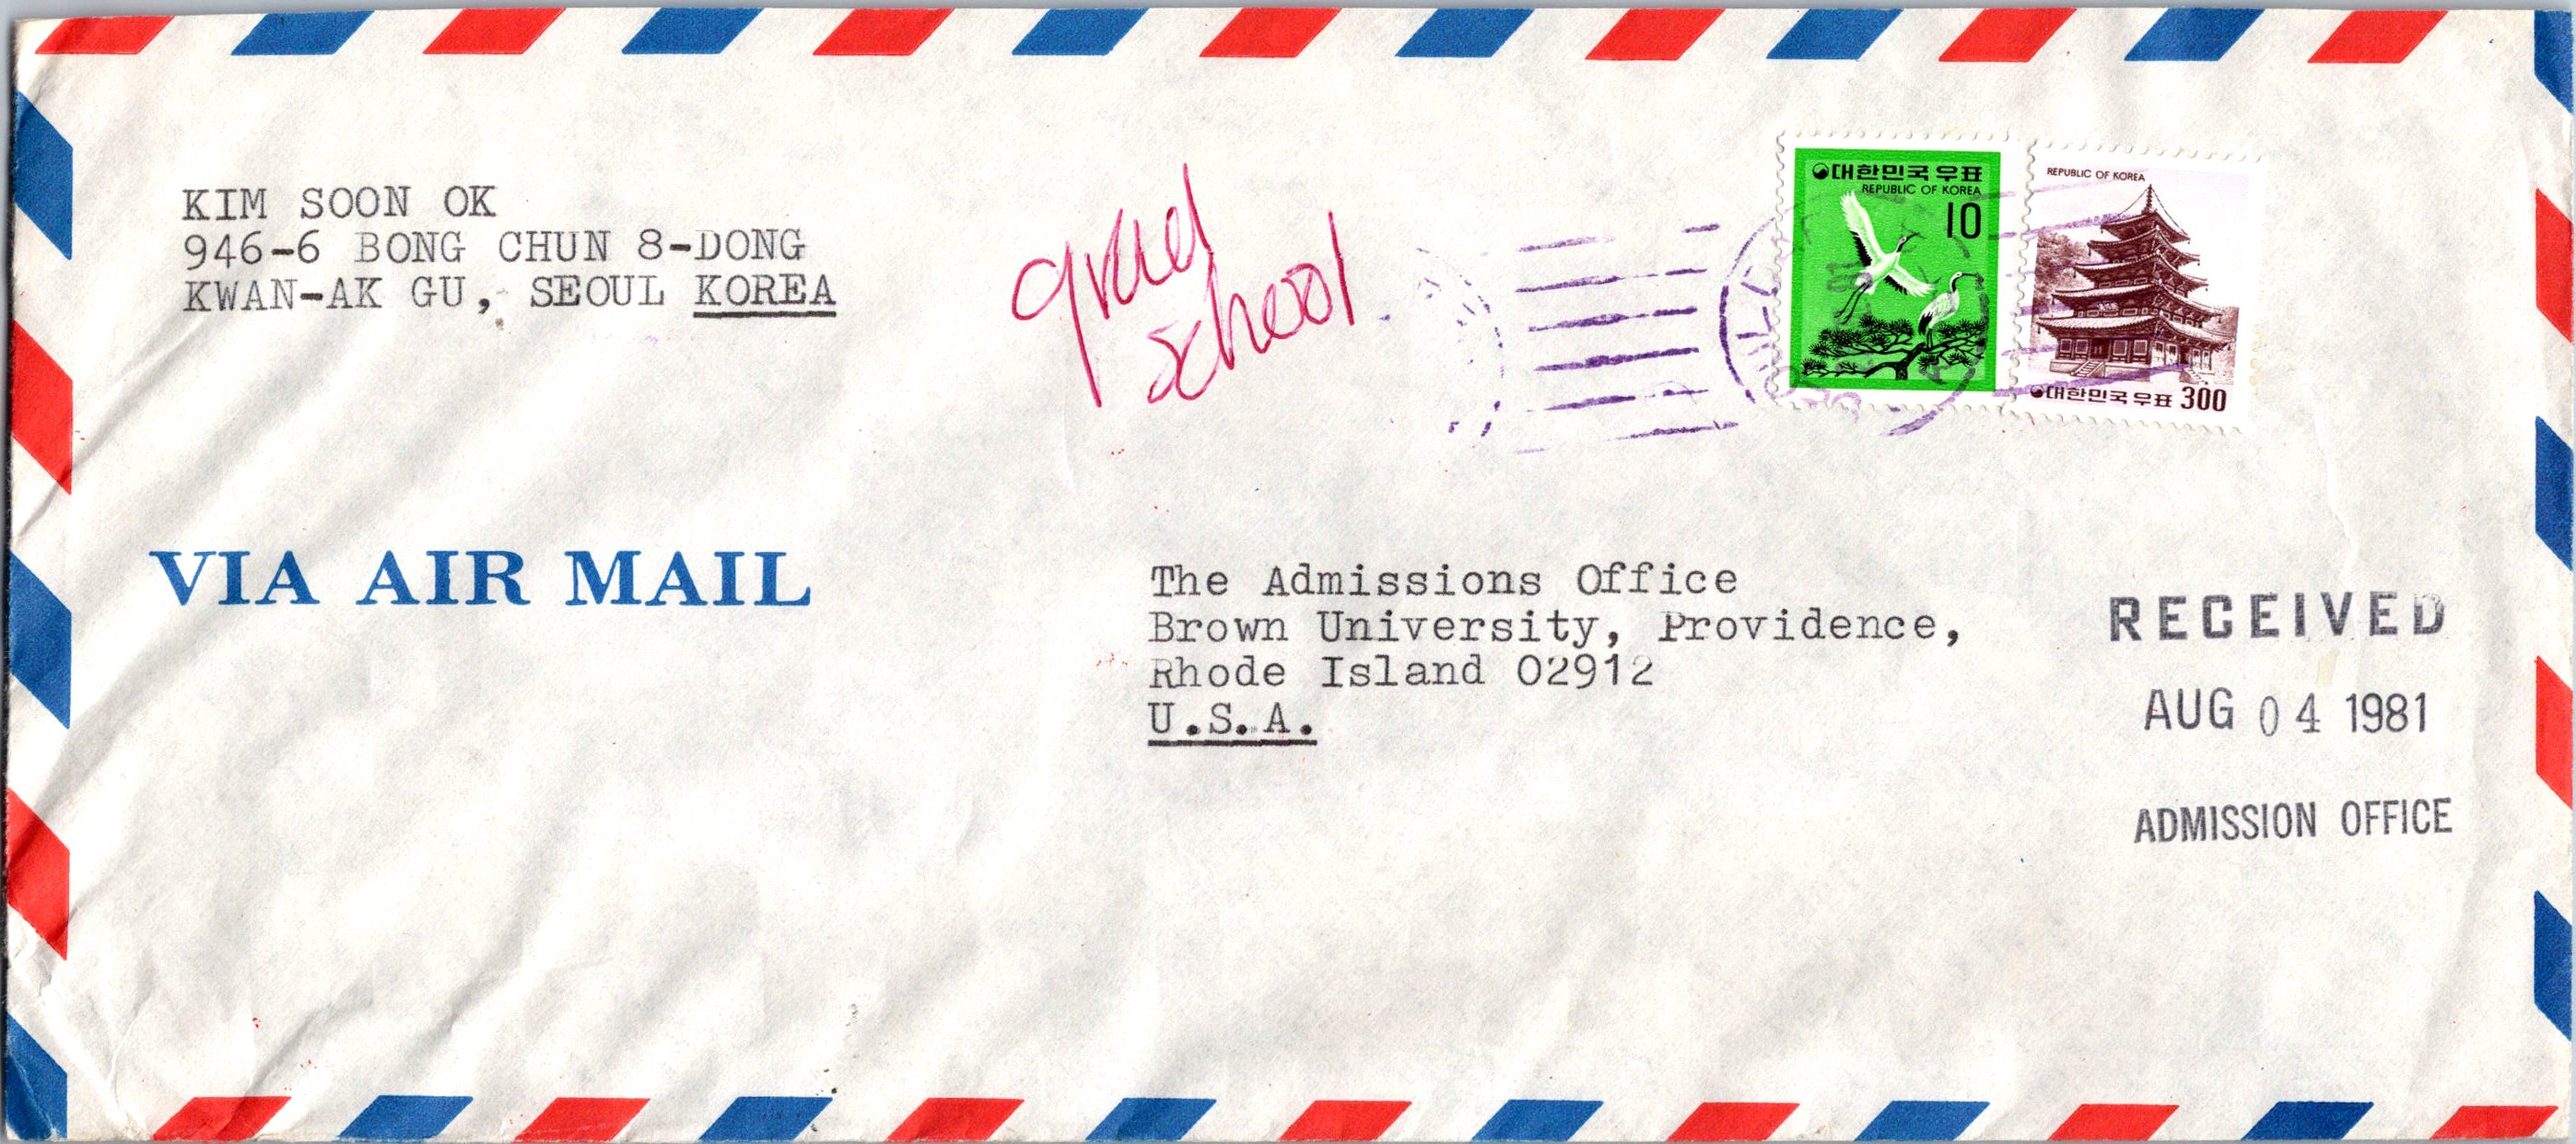 KIM SOON OK
946-6 BONG CHUN 8-DONG
KWAN-AK GU, SEOUL KOREA
grad
school
대한민국우표
REPUBLIC OF KOREA
10
REPUBLIC OF KOREA
대한민국우표 300
VIA AIR MAIL
The Admissions Office
Brown University, Providence,
Rhode Island 02912
U.S.A.
RECEIVED
AUG 04 1981
ADMISSION OFFICE